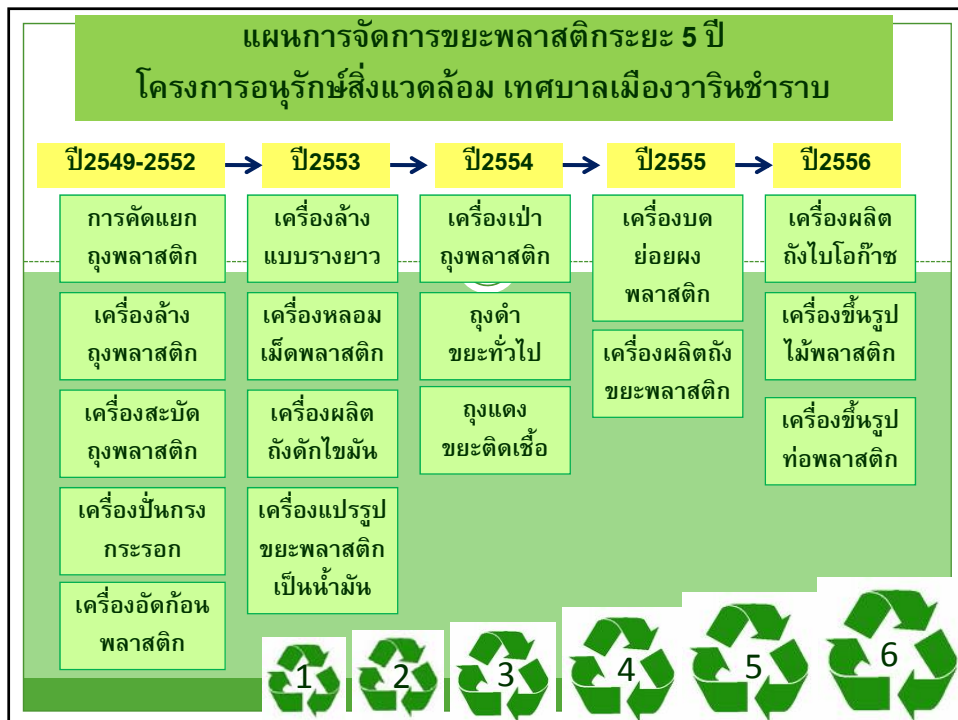 แผนการจัดการขยะพลาสติกระยะ 5 ปี
โครงการอนุรักษ์สิ่งแวดล้อม เทศบาลเมืองวารินชำราบ
ปี2549-2552
ปี2553
ปี2554
ปี2555
ปี2556
การคัดแยก
ถุงพลาสติก
เครื่องล้าง
ถุงพลาสติก
เครื่องสะบัด
ถุงพลาสติก
เครื่องปั่นกรง
กระรอก
เครื่องอัดก้อน
พลาสติก
เครื่องล้าง
แบบรางยาว
เครื่องหลอม
เม็ดพลาสติก
เครื่องผลิต
ถังดักไขมัน
เครื่องแปรรูป
ขยะพลาสติก
เป็นน้ำมัน
เครื่องเป่า
ถุงพลาสติก
ถุงดำ
ขยะทั่วไป
ถุงแดง
ขยะติดเชื้อ
เครื่องบด
ย่อยผง
พลาสติก
เครื่องผลิตถัง
ขยะพลาสติก
เครื่องผลิต
ถังไบโอก๊าซ
เครื่องขึ้นรูป
ไม้พลาสติก
เครื่องขึ้นรูป
ท่อพลาสติก
1
2
3
4
5
6